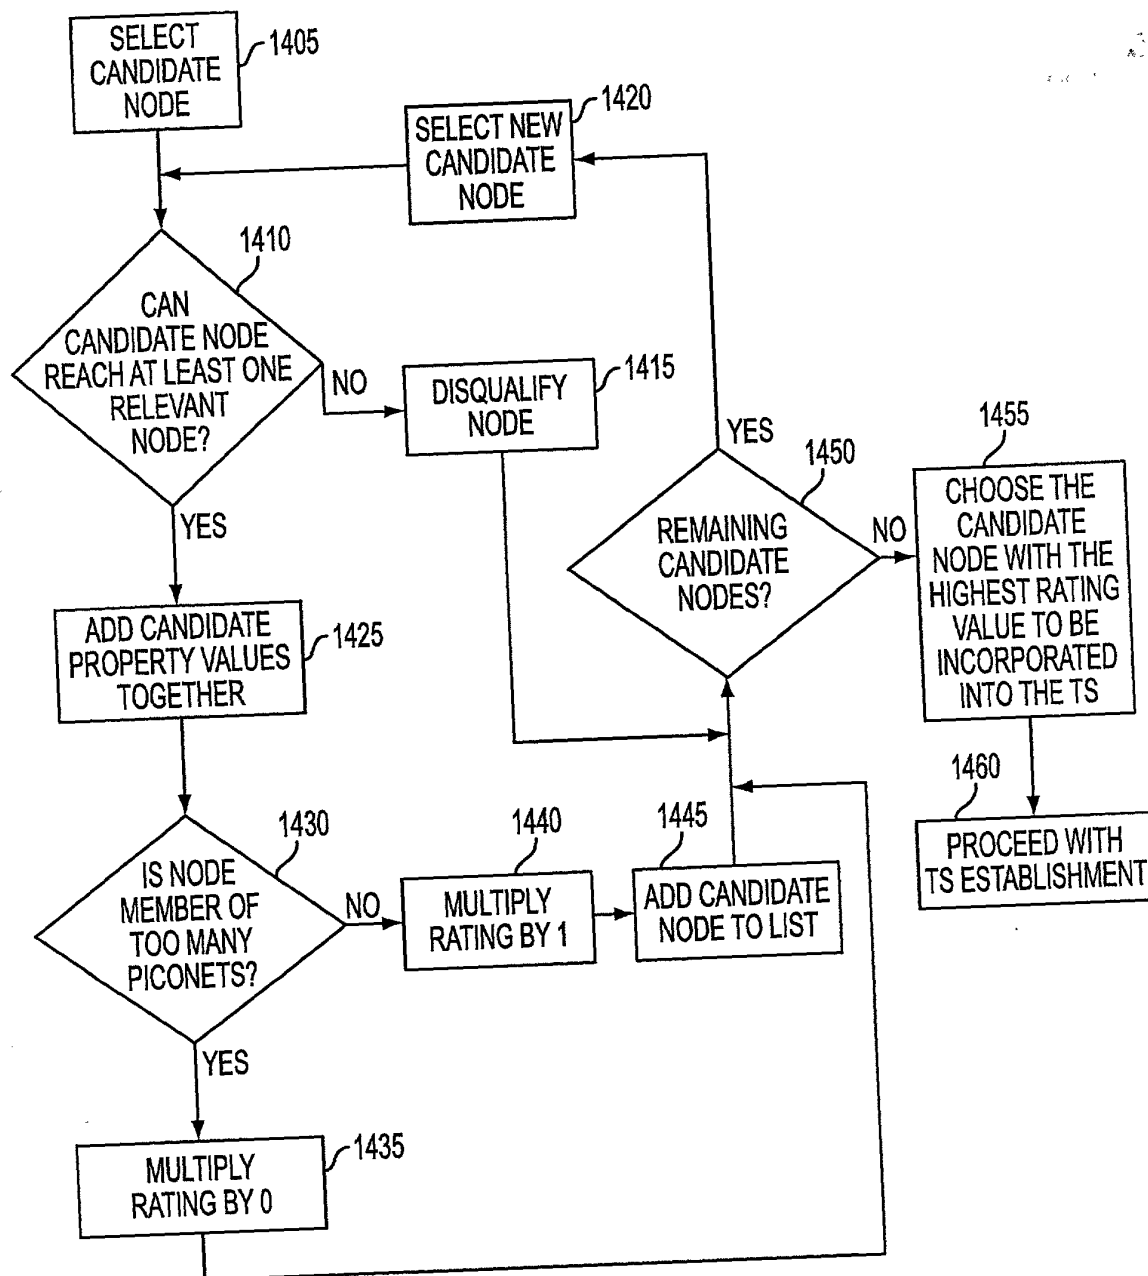 SELECT
CANDIDATE
NODE
1405
SELECT NEW
CANDIDATE
NODE
1420
1410
CAN
CANDIDATE NODE
REACH AT LEAST ONE
RELEVANT
NODE?
NO
YES
DISQUALIFY
NODE
1415
YES
1450
REMAINING
CANDIDATE
NODES?
NO
1455
CHOOSE THE
CANDIDATE
NODE WITH THE
HIGHEST RATING
VALUE TO BE
INCORPORATED
INTO THE TS
ADD CANDIDATE
PROPERTY VALUES
TOGETHER
1425
1460
PROCEED WITH
TS ESTABLISHMENT
1430
IS NODE
MEMBER OF
TOO MANY
PICONETS?
NO
YES
1440
MULTIPLY
RATING BY 1
1445
ADD CANDIDATE
NODE TO LIST
1435
MULTIPLY
RATING BY 0